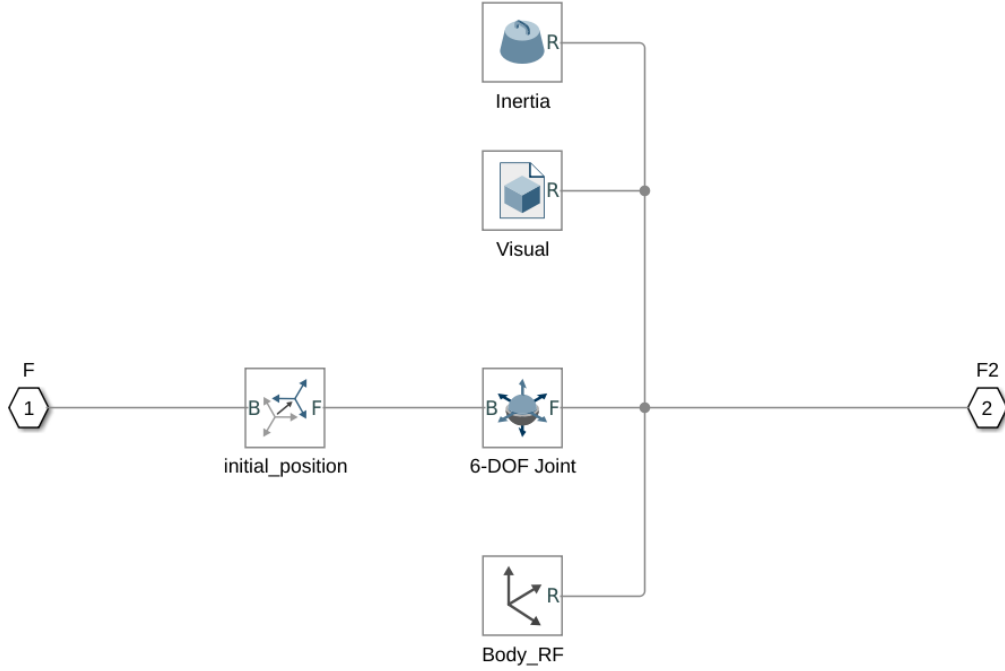 R
Inertia
R
Visual
F
1
B F
initial_position
B F
6-DOF Joint
F2
2
R
Body_RF